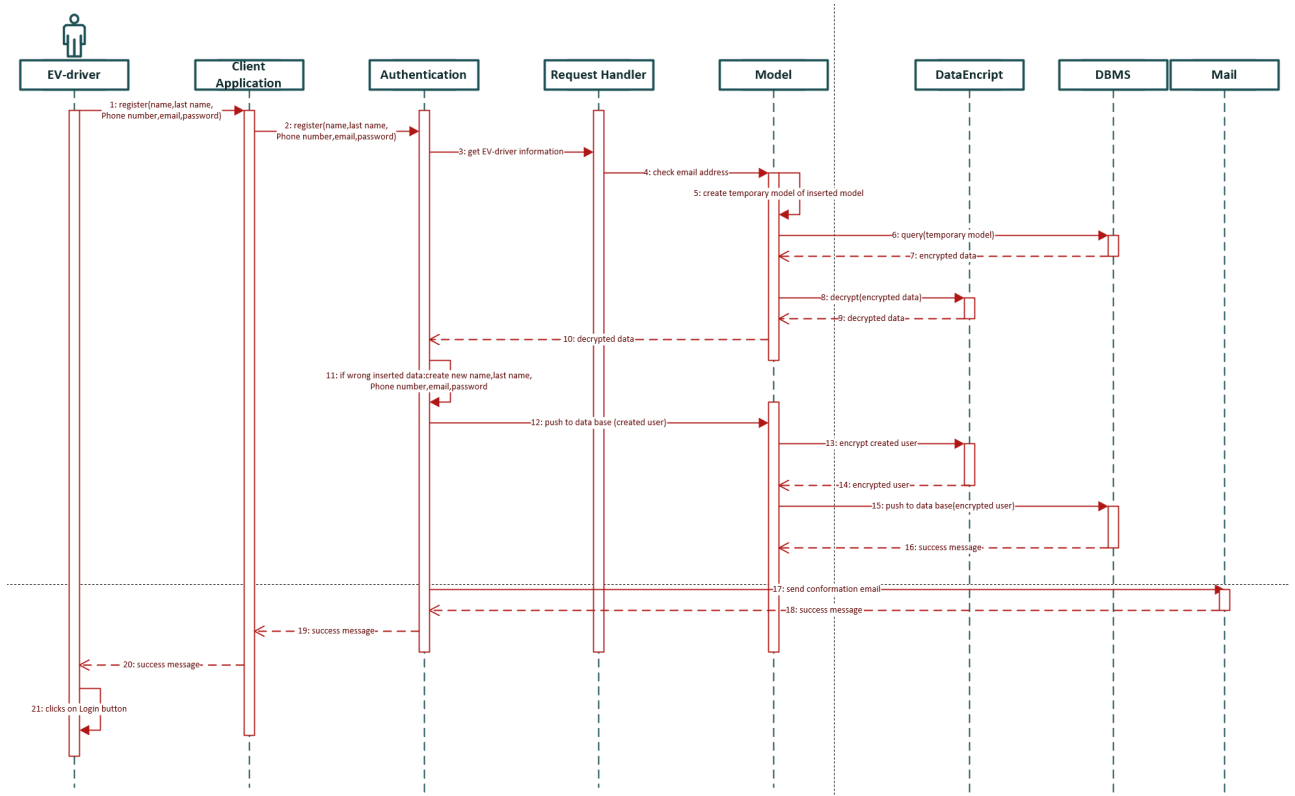 EV-driver
Client
Application
Authentication
Request Handler
Model
DataEncript
DBMS
Mail
1: register(name,last name,
Phone number,email,password)
2: register(name,last name,
Phone number,email,password)
3: get EV-driver information
4: check email address
5: create temporary model of inserted model
6: query(temporary model)
7: encrypted data
8: decrypt(encrypted data)
9: decrypted data
10: decrypted data
11: if wrong inserted data:create new name,last name,
Phone number,email,password
12: push to data base (created user)
13: encrypt created user
14: encrypted user
15: push to data base(encrypted user)
16: success message
17: send conformation email
18: success message
19: success message
20: success message
21: clicks on Login button